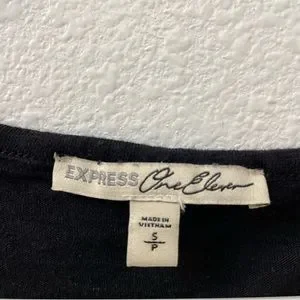 EXPRESS One Eleven
MADE IN
VIETNAM
S
P